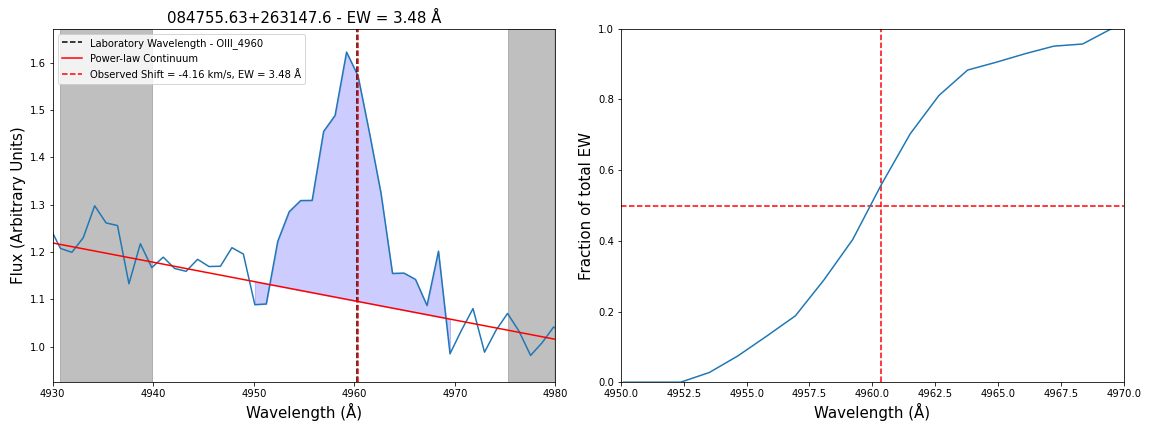 084755.63+263147.6 - EW = 3.48 Å
Laboratory Wavelength - OIII_4960
Power-law Continuum
Observed Shift = -4.16 km/s, EW = 3.48 Å
Flux (Arbitrary Units)
1.6
1.5
1.4
1.3
1.2
1.1
1.0
4930 4940 4950 4960 4970 4980
Wavelength (Å)
Fraction of total EW
1.0
0.8
0.6
0.4
0.2
0.0
4950.0 4952.5 4955.0 4957.5 4960.0 4962.5 4965.0 4967.5 4970.0
Wavelength (Å)